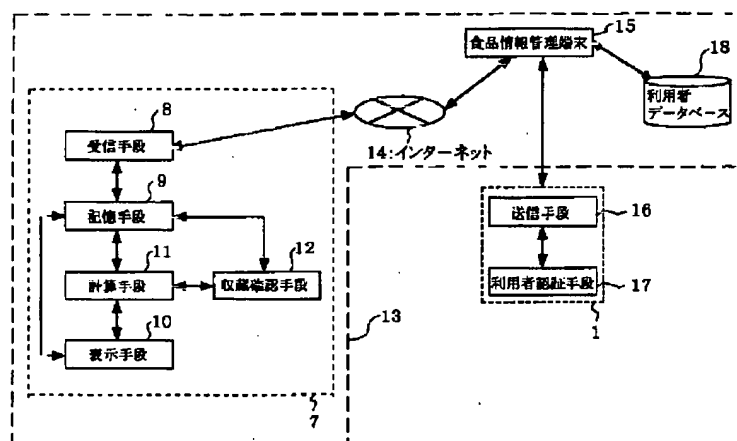 15
食品情報管理端末
18
利用者
データベース
8
受信手段
14:インターネット
9
記憶手段
送信手段
16
11
12
計算手段
収蔵確認手段
利用者認証手段
17
10
13
1
表示手段
7